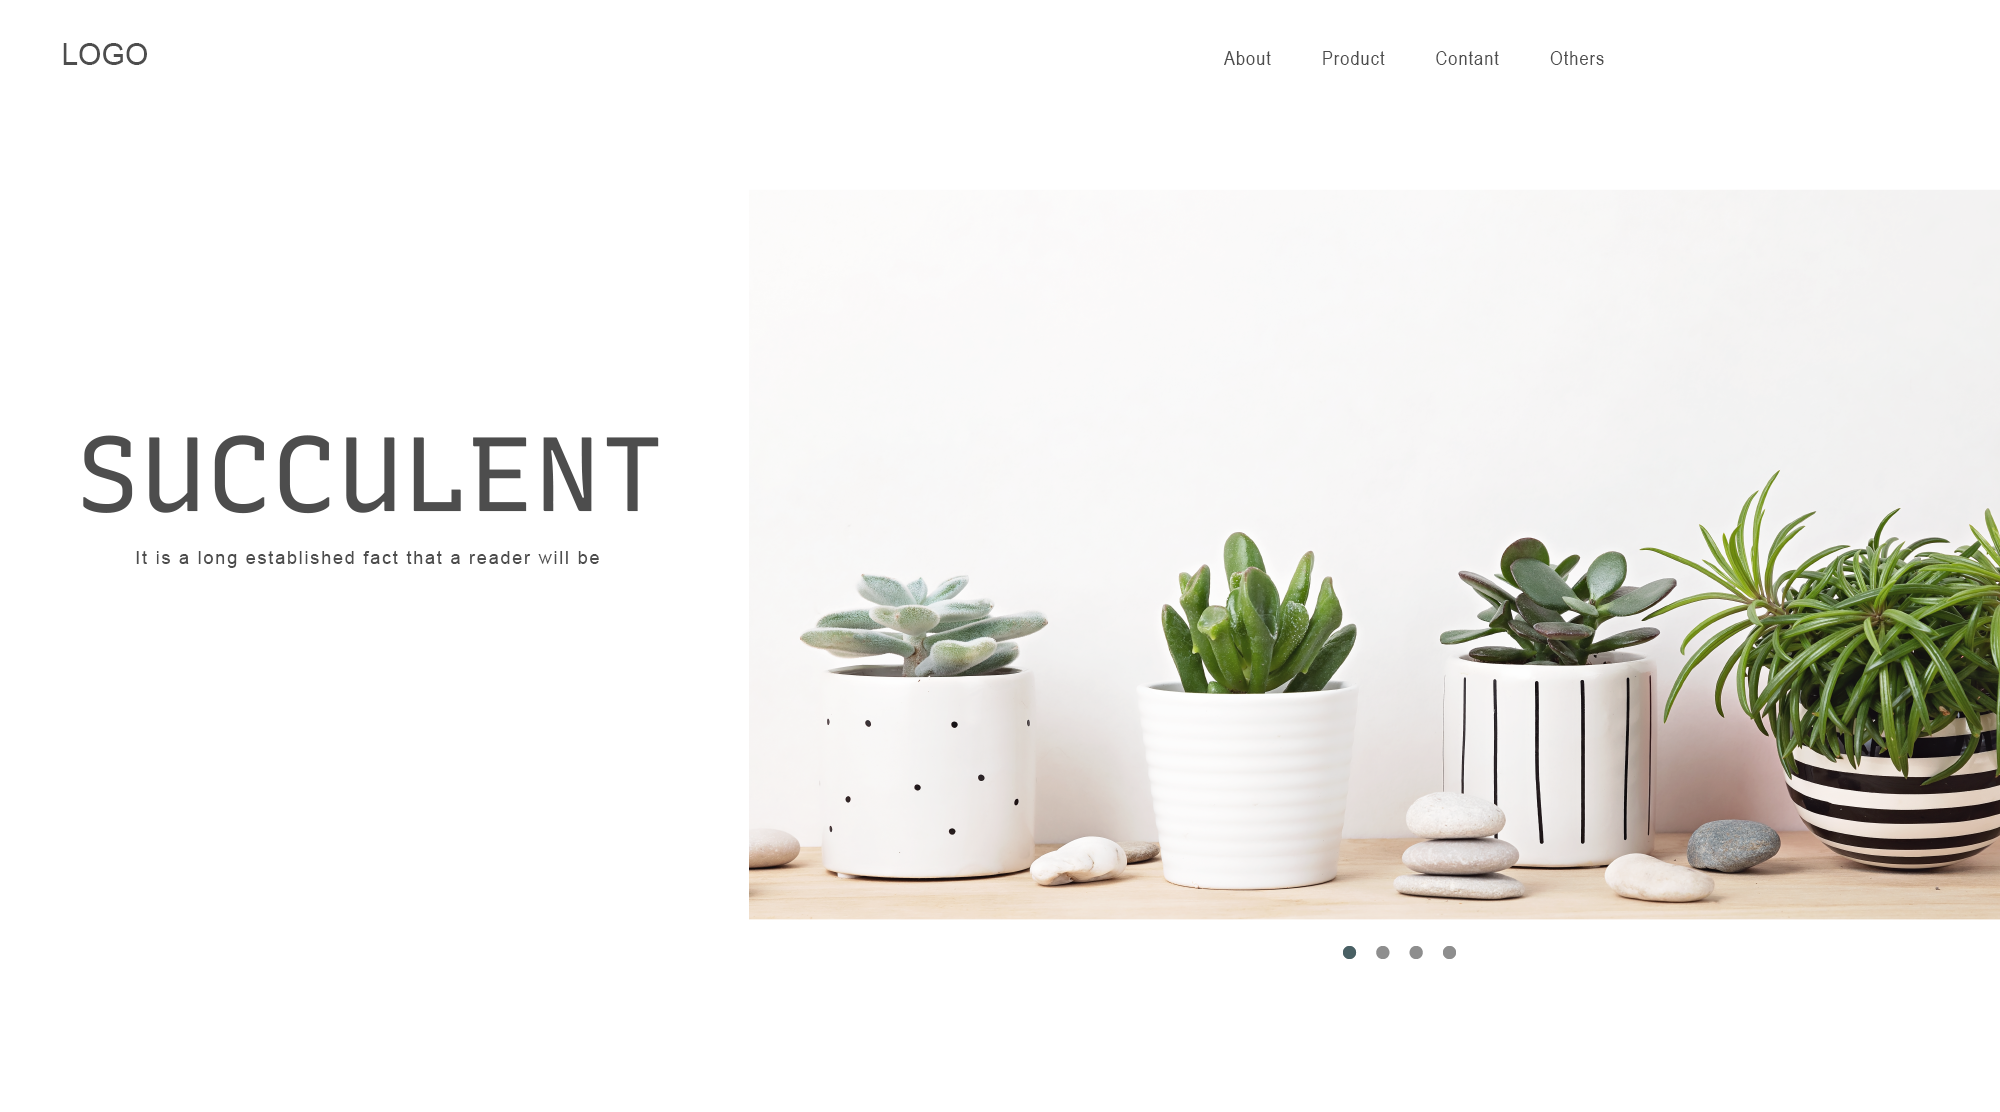 LOGO
About Product Contant Others
SUCCULENT
It is a long established fact that a reader will be